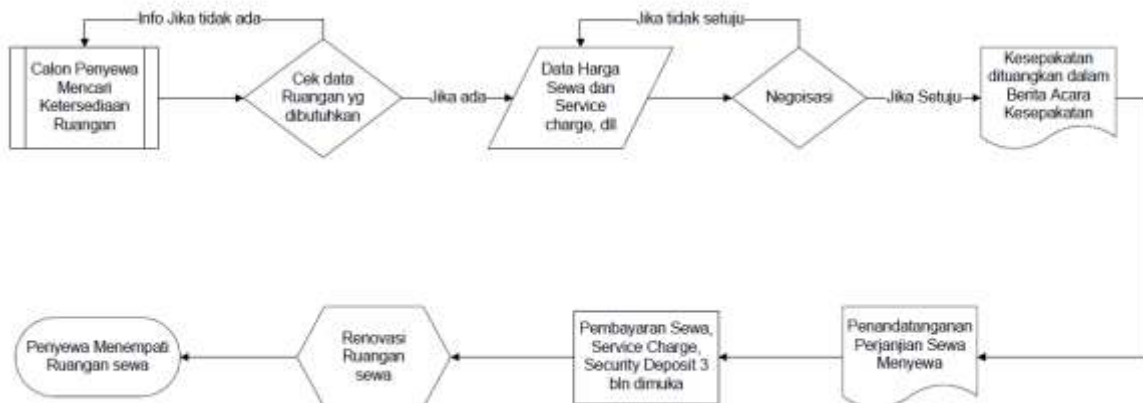 Info Jika tidak ada
Jika tidak setuju
Calon Penyewa
Mencari
Ketersediaan
Ruangan
Cek data
Ruangan yg
dibutuhkan
Jika ada
Data Harga
Sewa dan
Service
charge, dll
Negoisasi
Jika Setuju
Kesepakatan
dituangkan dalam
Berita Acara
Kesepakatan
Penyewa Menempati
Ruangan sewa
Renovasi
Ruangan
sewa
Pembayaran Sewa,
Service Charge,
Security Deposit 3
bln dimuka
Penandatanganan
Perjanjian Sewa
Menyewa